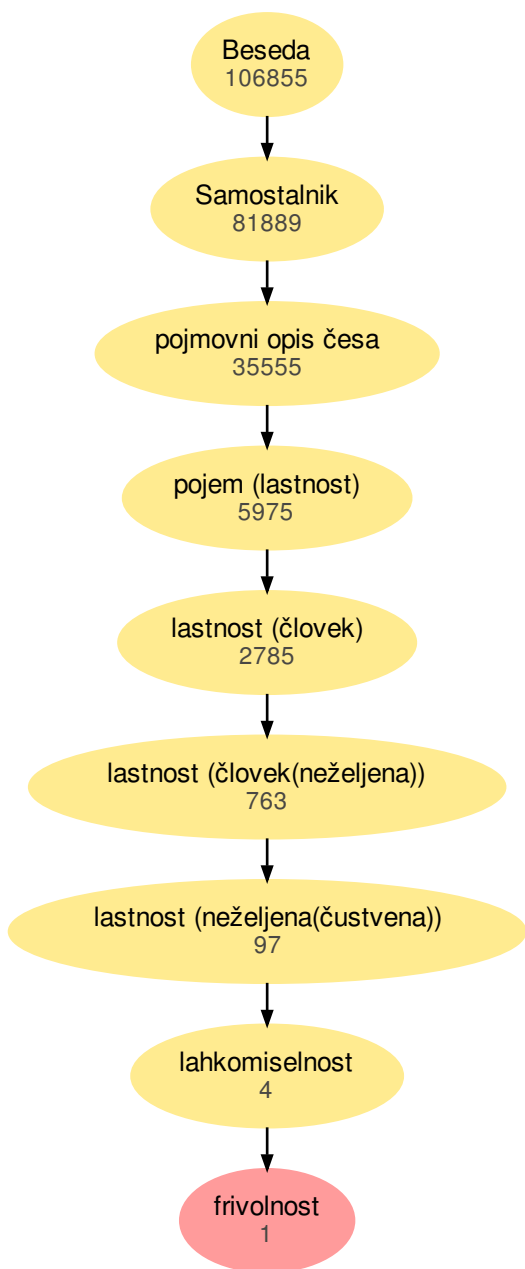 Beseda
106855
Samostalnik
81889
pojmovni opis česa
35555
pojem (lastnost)
5975
lastnost (človek)
2785
lastnost (človek(neželjena))
763
lastnost (neželjena(čustvena))
97
lahkomiselnost
4
frivolnost
1